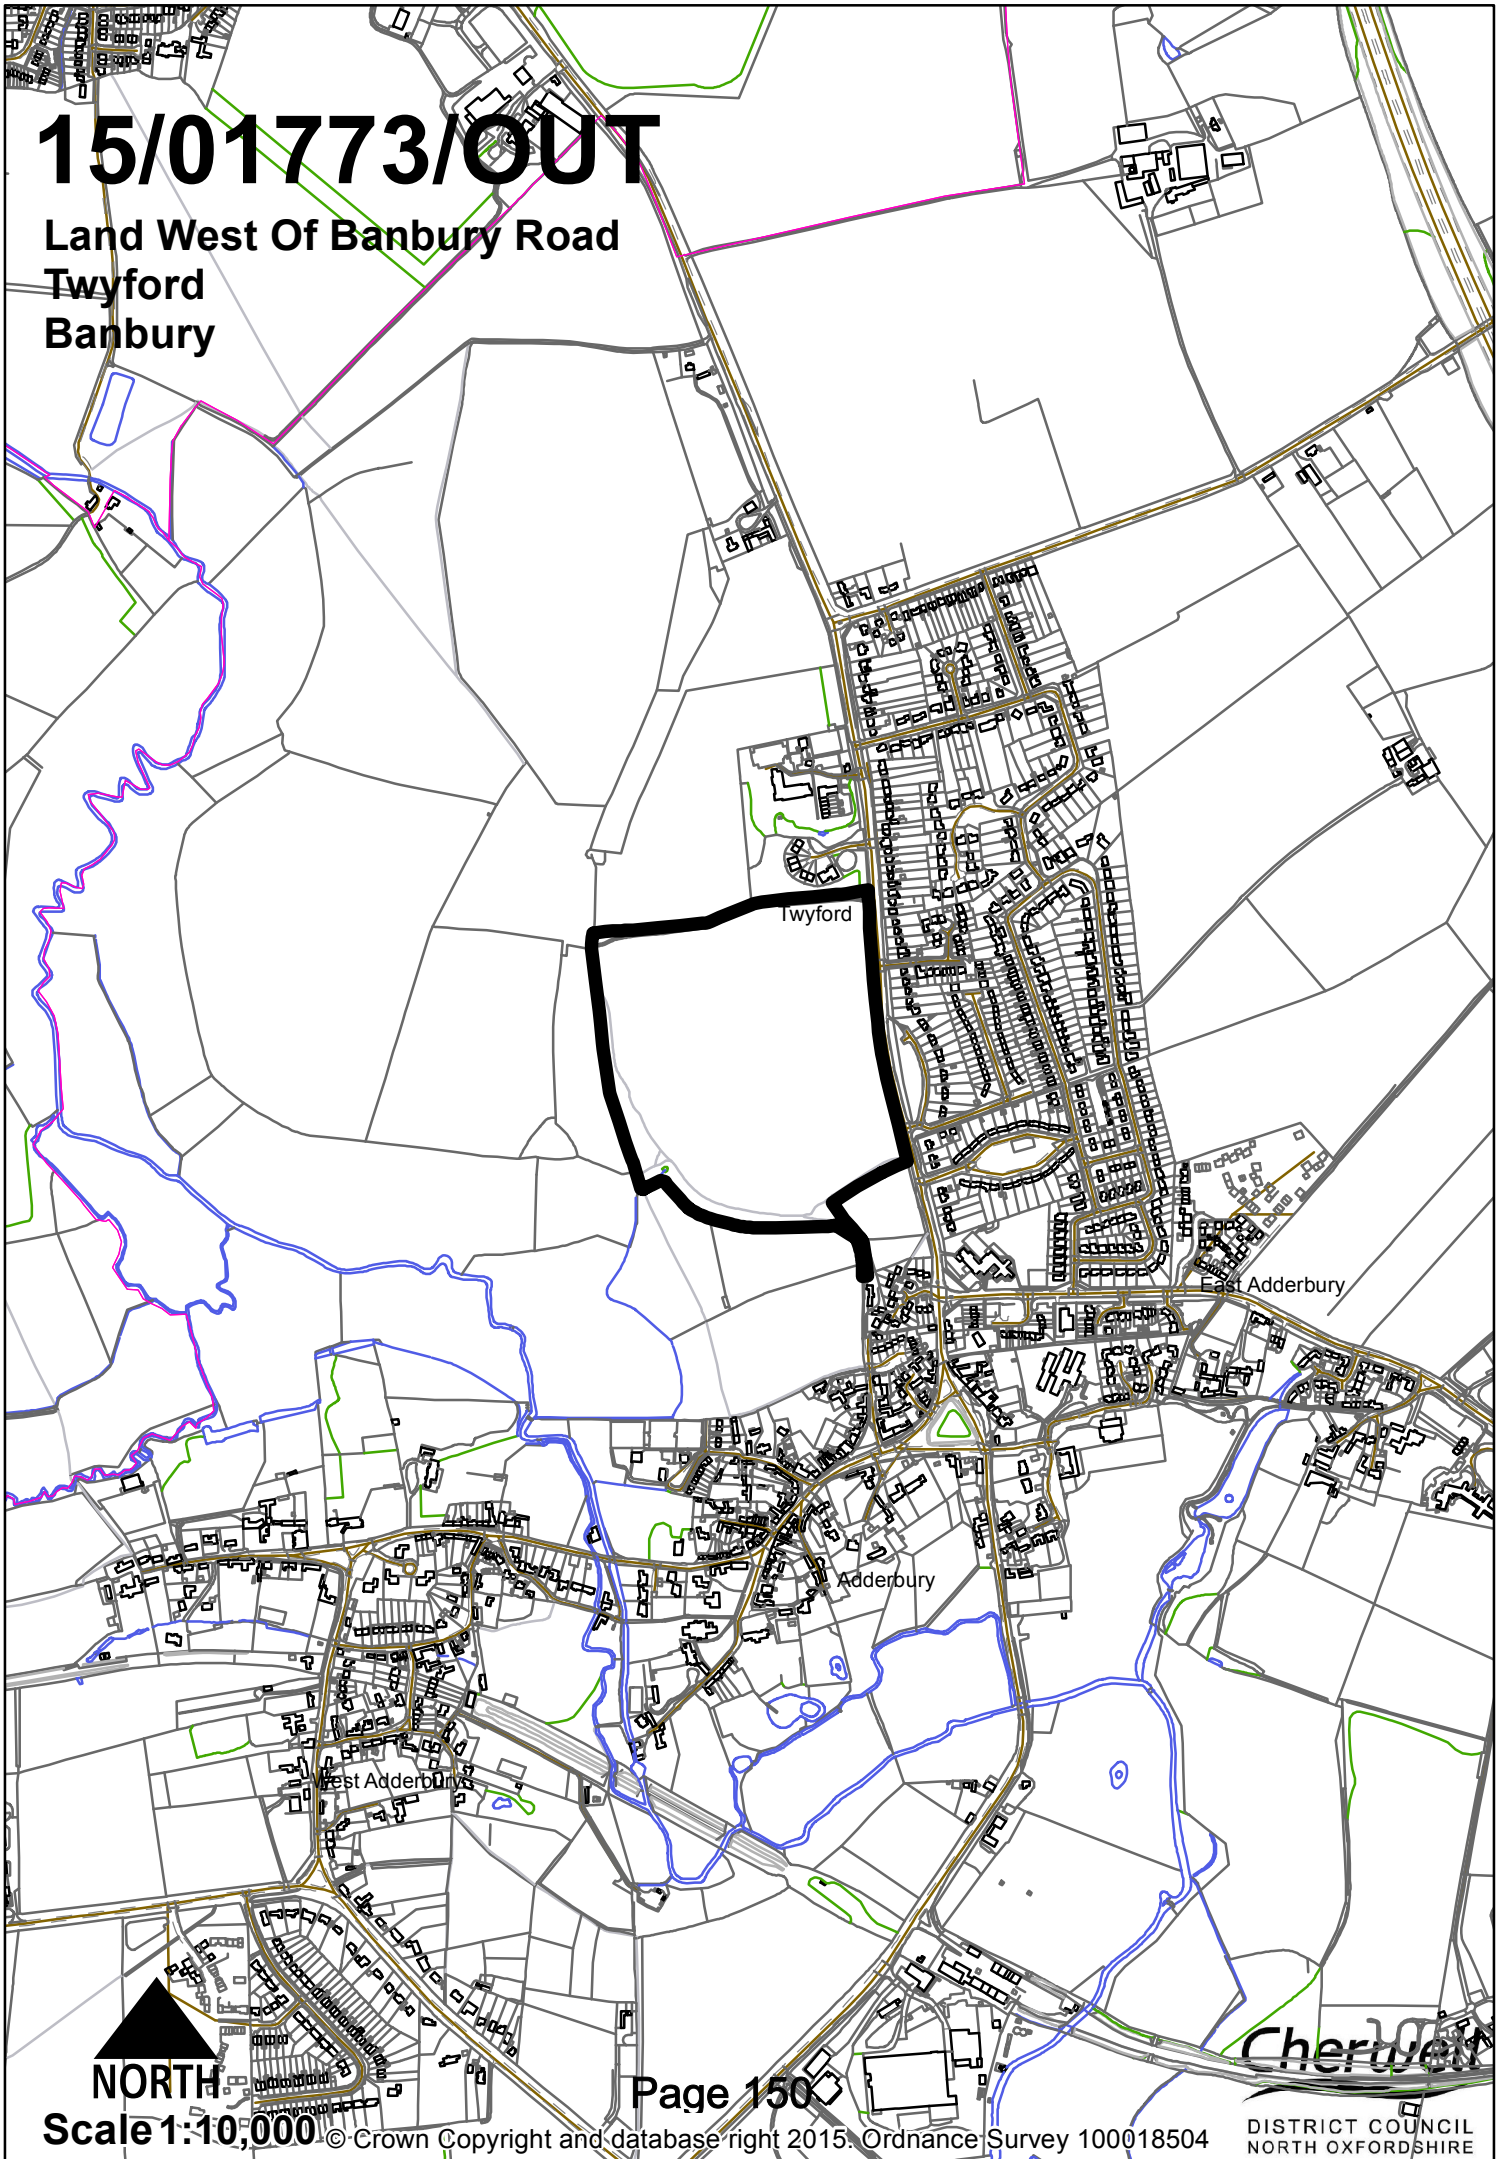 15/01773/OUT
Land West Of Banbury Road
Twyford
Banbury
Twyford
East Adderbury
Adderbury
West Adderbury
NORTH
Scale 1:10,000
Page 150
© Crown Copyright and database right 2015. Ordnance Survey 100018504
Cherwell
DISTRICT COUNCIL
NORTH OXFORDSHIRE